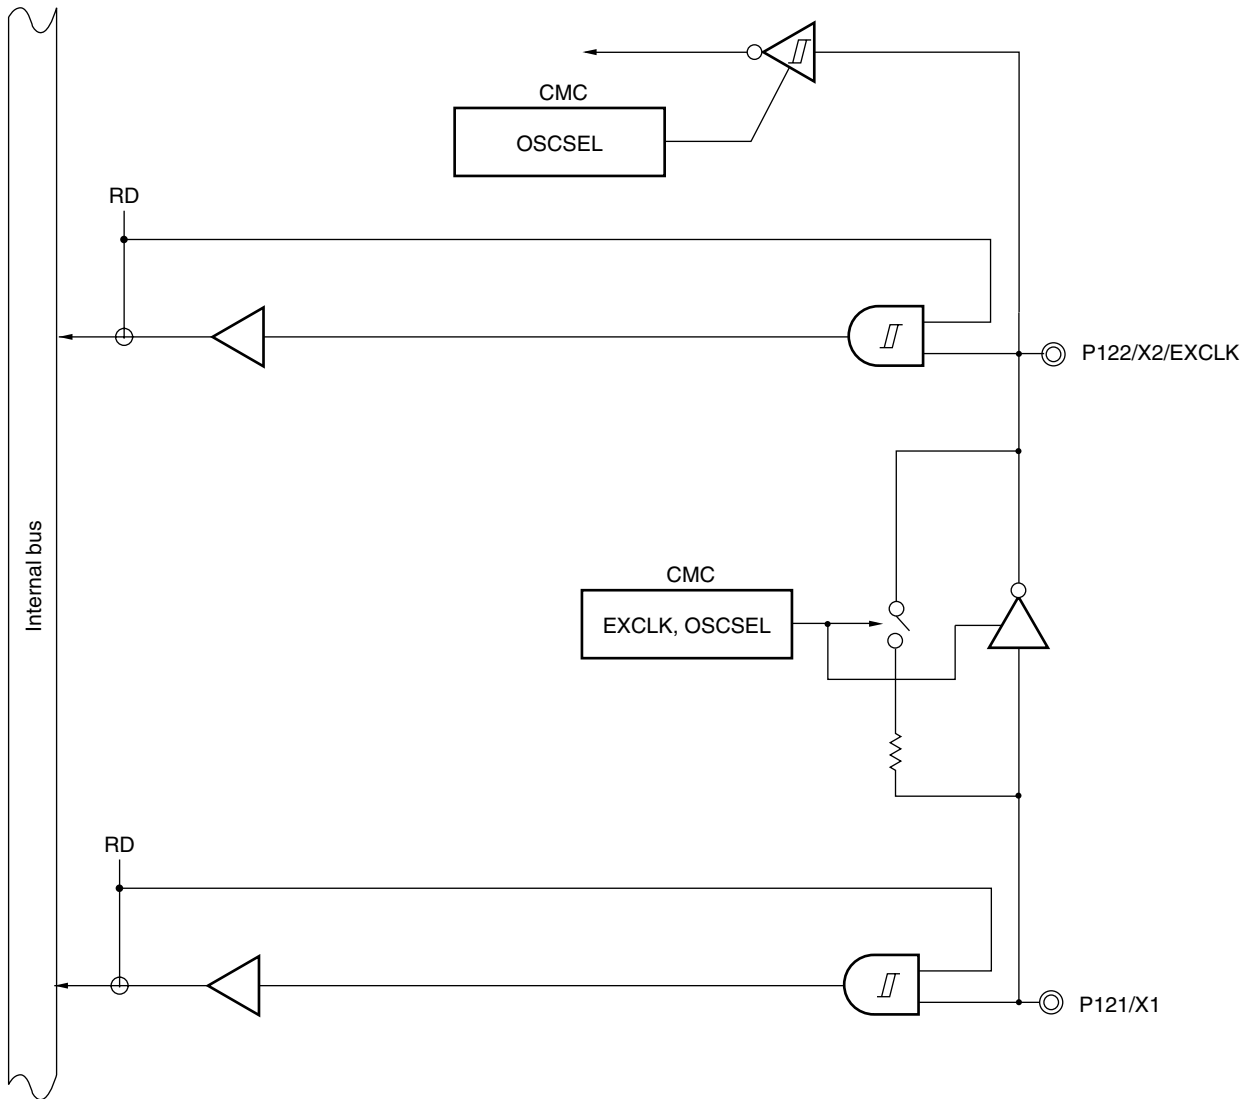 CMC
OSCSEL
RD
P122/X2/EXCLK
Internal bus
CMC
EXCLK, OSCSEL
RD
P121/X1